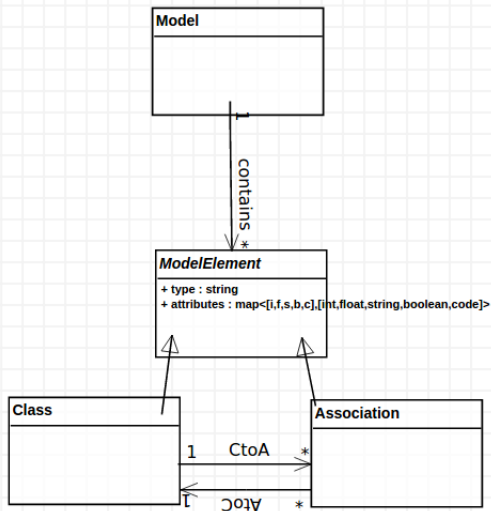 Model
1
contains
*
ModelElement
+ type : string
+ attributes : map<[i,f,s,b,c],[int,float,string,boolean,code]>
Class
Association
1 CtoA *
1 AtoC *